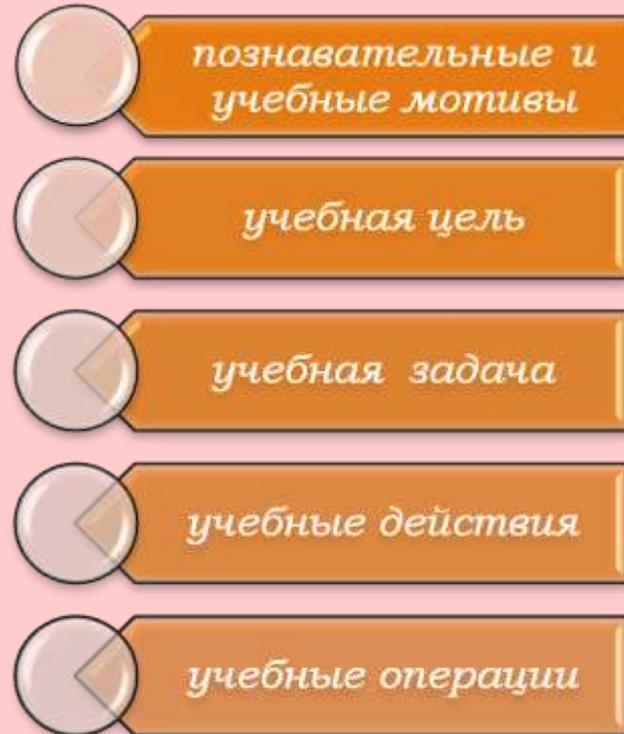 познавательные и
учебные мотивы
учебная цель
учебная задача
учебные действия
учебные операции